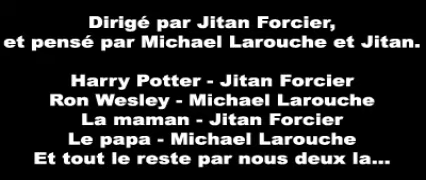 Dirigé par Jitan Forcier,
et pensé par Michael Larouche et Jitan.
Harry Potter - Jitan Forcier
Ron Wesley - Michael Larouche
La maman - Jitan Forcier
Le papa - Michael Larouche
Et tout le reste par nous deux la...